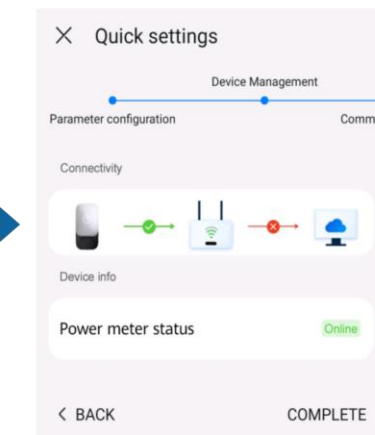 Quick settings
Device Management
Parameter configuration
Comm
Connectivity
Device info
Power meter status
Online
BACK
COMPLETE